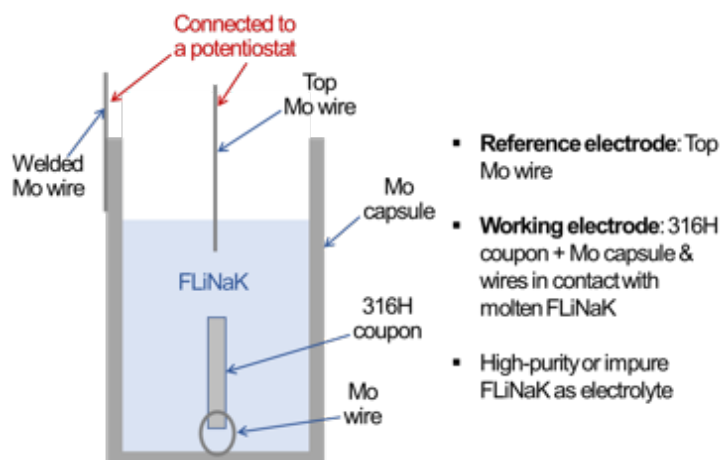 Connected to
a potentiostat
Top
Mo wire
Welded
Mo wire
Mo
capsule
FLiNaK
316H
coupon
Mo
wire
▪ Reference electrode: Top
Mo wire
▪ Working electrode: 316H
coupon + Mo capsule &
wires in contact with
molten FLiNaK
▪ High-purity or impure
FLiNaK as electrolyte